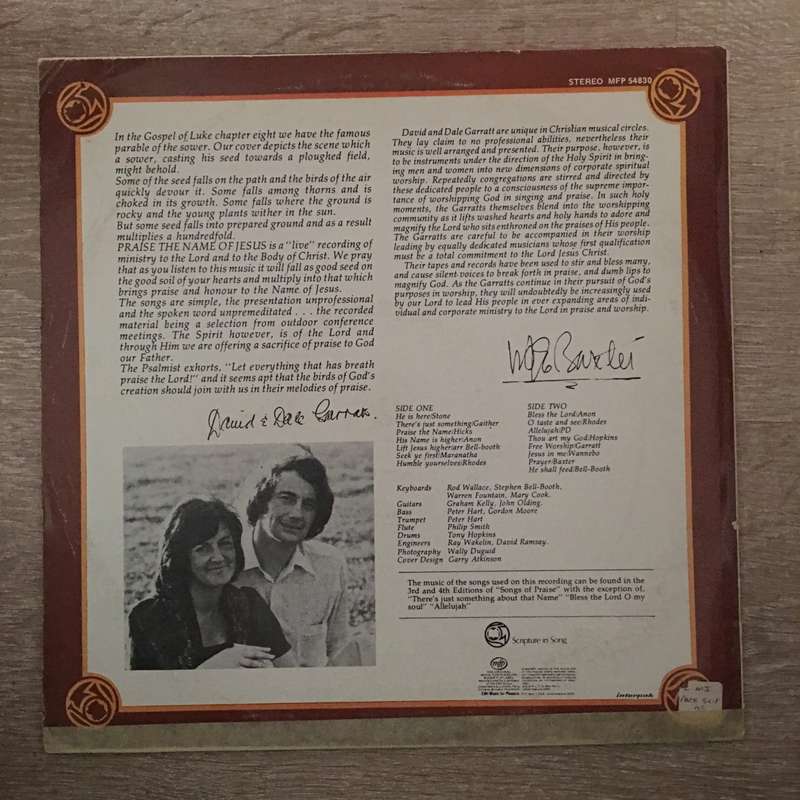 STEREO MFP 54830
In the Gospel of Luke chapter eight we have the famous
parable of the sower. Our cover depicts the scene which
a sower, casting his seed towards a ploughed field,
might behold.
Some of the seed falls on the path and the birds of the air
quickly devour it. Some falls among thorns and is
choked in its growth. Some falls where the ground is
rocky and the young plants wither in the sun.
But some seed falls into prepared ground and as a result
multiplies a hundredfold.
PRAISE THE NAME OF JESUS is a "live" recording of
ministry to the Lord and to the Body of Christ. We pray
that as you listen to this music it will fall as good seed on
the good soil of your hearts and multiply into that which
brings praise and honour to the Name of Jesus.
The songs are simple, the presentation unprofessional
and the spoken word unpremeditated . . . the recorded
material being a selection from outdoor conference
meetings. The Spirit however, is of the Lord and
through Him we are offering a sacrifice of praise to God
our Father.
The Psalmist exhorts, "Let everything that has breath
praise the Lord!" and it seems apt that the birds of God's
creation should join with us in their melodies of praise.
David & Dale Garratt.
David and Dale Garratt are unique in Christian musical circles.
They lay claim to no professional abilities, nevertheless their
music is well arranged and presented. Their purpose, however, is
to be instruments under the direction of the Holy Spirit in bring-
ing men and women into new dimensions of corporate spiritual
worship. Repeatedly congregations are stirred and directed by
these dedicated people to a consciousness of the supreme impor-
tance of worshipping God in singing and praise. In such holy
moments, the Garratts themselves blend into the worshipping
community as it lifts washed hearts and holy hands to adore and
magnify the Lord who sits enthroned on the praises of His people.
The Garratts are careful to be accompanied in their worship
leading by equally dedicated musicians whose first qualification
must be a total commitment to the Lord Jesus Christ.
Their tapes and records have been used to stir and bless many,
and cause silent voices to break forth in praise, and dumb lips to
magnify God. As the Garratts continue in their pursuit of God's
purposes in worship, they will undoubtedly be increasingly used
by our Lord to lead His people in ever expanding areas of indi-
vidual and corporate ministry to the Lord in praise and worship.
SIDE ONE
He is here/Stone
There's just something/Gaither
Praise the Name/Hicks
His Name is higher/Anon
Lift Jesus higher/arr Bell-booth
Seek ye first/Maranatha
Humble yourselves/Rhodes
SIDE TWO
Bless the Lord/Anon
O taste and see/Rhodes
Allelujah/PD
Thou art my God/Hopkins
Free Worship/Garratt
Jesus in me/Wannebo
Prayer/Baxter
He shall feed/Bell-Booth
Keyboards Rod Wallace, Stephen Bell-Booth,
Warren Fountain, Mary Cook.
Guitars Graham Kelly, John Olding.
Bass Peter Hart, Gordon Moore
Trumpet Peter Hart
Flute Philip Smith
Drums Tony Hopkins
Engineers Ray Wakelin, David Ramsay.
Photography Wally Duguid
Cover Design Garry Atkinson
The music of the songs used on this recording can be found in the
3rd and 4th Editions of "Songs of Praise" with the exception of,
"There's just something about that Name" "Bless the Lord O my
soul" "Allelujah"
Scripture in Song
mfp
interpak